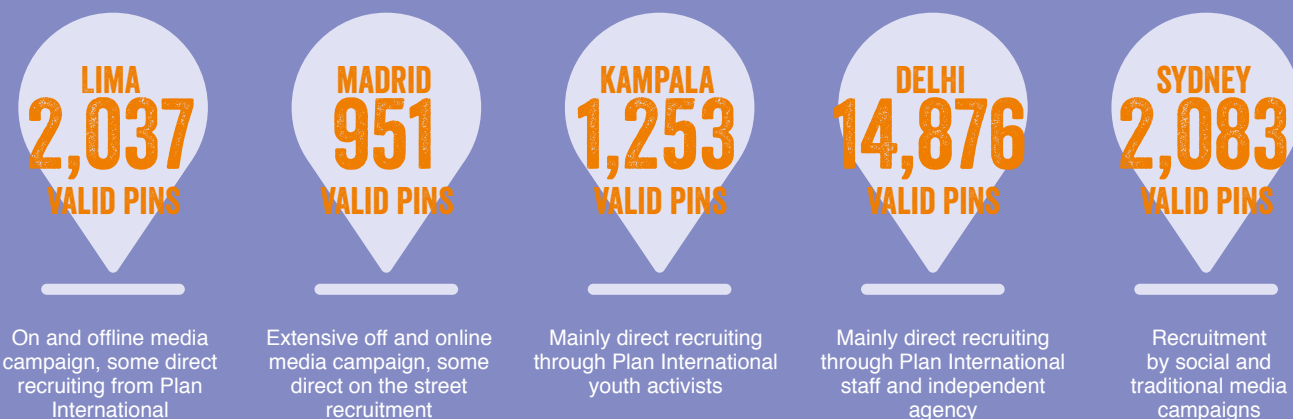 LIMA
2,037
VALID PINS
On and offline media
campaign, some direct
recruiting from Plan
International
MADRID
951
VALID PINS
Extensive off and online
media campaign, some
direct on the street
recruitment
KAMPALA
1,253
VALID PINS
Mainly direct recruiting
through Plan International
youth activists
DELHI
14,876
VALID PINS
Mainly direct recruiting
through Plan International
staff and independent
agency
SYDNEY
2,083
VALID PINS
Recruitment
by social and
traditional media
campaigns